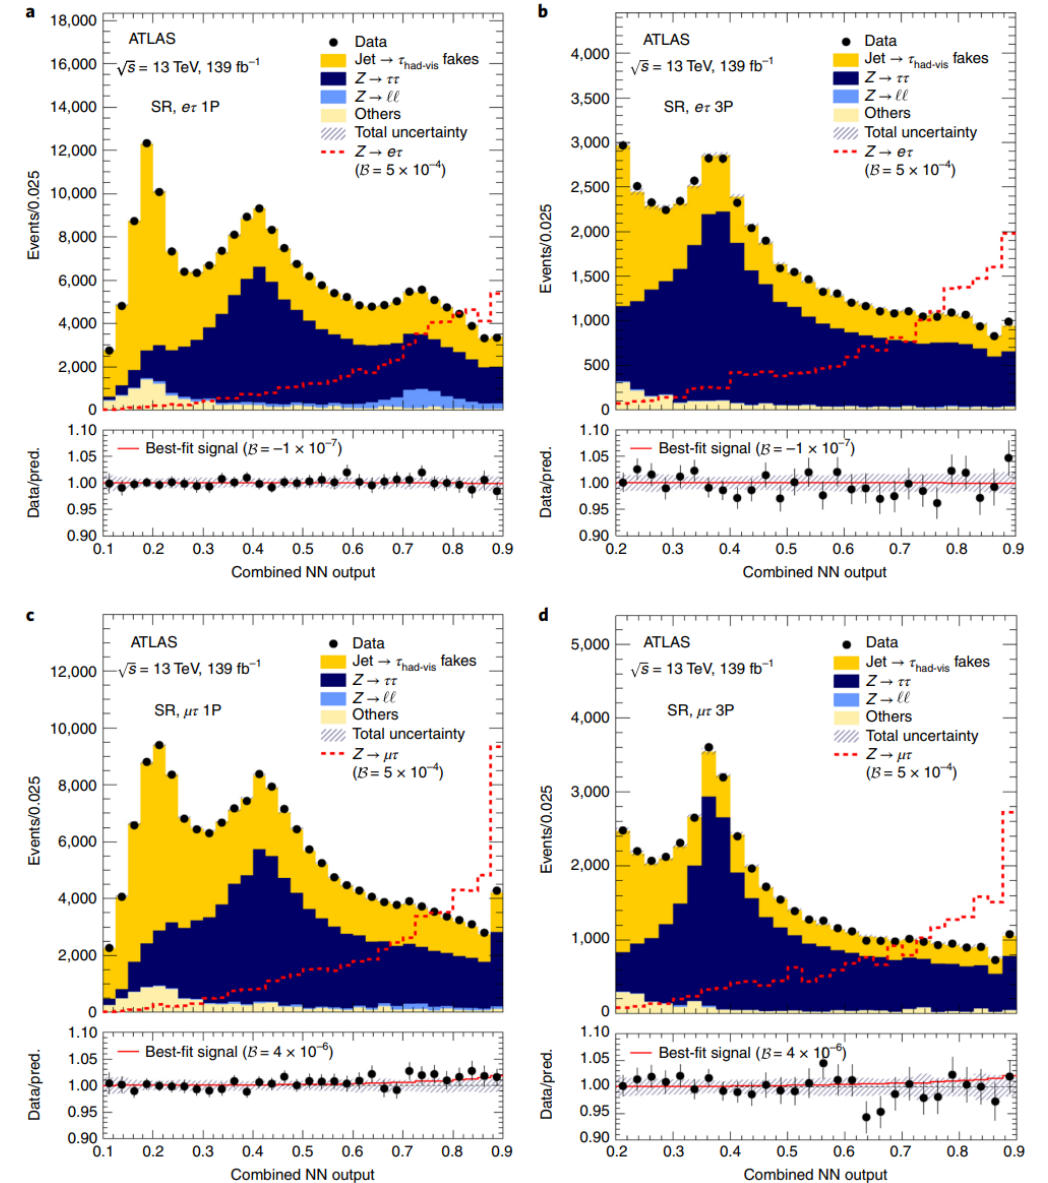 a
18,000
16,000
14,000
12,000
10,000
8,000
6,000
4,000
2,000
0
Events/0.025
ATLAS
√s = 13 TeV, 139 fb⁻¹
SR, eτ 1P
Data
Jet → τhad-vis fakes
Z → ττ
Z → ℓℓ
Others
Total uncertainty
Z → eτ
(ℬ = 5 × 10⁻⁴)
1.10
1.05
1.00
0.95
0.90
Data/pred.
Best-fit signal (ℬ = –1 × 10⁻⁷)
0.1 0.2 0.3 0.4 0.5 0.6 0.7 0.8 0.9
Combined NN output
b
4,000
3,500
3,000
2,500
2,000
1,500
1,000
500
0
Events/0.025
ATLAS
√s = 13 TeV, 139 fb⁻¹
SR, eτ 3P
Data
Jet → τhad-vis fakes
Z → ττ
Z → ℓℓ
Others
Total uncertainty
Z → eτ
(ℬ = 5 × 10⁻⁴)
1.10
1.05
1.00
0.95
0.90
Data/pred.
Best-fit signal (ℬ = –1 × 10⁻⁷)
0.2 0.3 0.4 0.5 0.6 0.7 0.8 0.9
Combined NN output
c
12,000
10,000
8,000
6,000
4,000
2,000
0
Events/0.025
ATLAS
√s = 13 TeV, 139 fb⁻¹
SR, μτ 1P
Data
Jet → τhad-vis fakes
Z → ττ
Z → ℓℓ
Others
Total uncertainty
Z → μτ
(ℬ = 5 × 10⁻⁴)
1.10
1.05
1.00
0.95
0.90
Data/pred.
Best-fit signal (ℬ = 4 × 10⁻⁶)
0.1 0.2 0.3 0.4 0.5 0.6 0.7 0.8 0.9
Combined NN output
d
5,000
4,000
3,000
2,000
1,000
0
Events/0.025
ATLAS
√s = 13 TeV, 139 fb⁻¹
SR, μτ 3P
Data
Jet → τhad-vis fakes
Z → ττ
Z → ℓℓ
Others
Total uncertainty
Z → μτ
(ℬ = 5 × 10⁻⁴)
1.10
1.05
1.00
0.95
0.90
Data/pred.
Best-fit signal (ℬ = 4 × 10⁻⁶)
0.2 0.3 0.4 0.5 0.6 0.7 0.8 0.9
Combined NN output